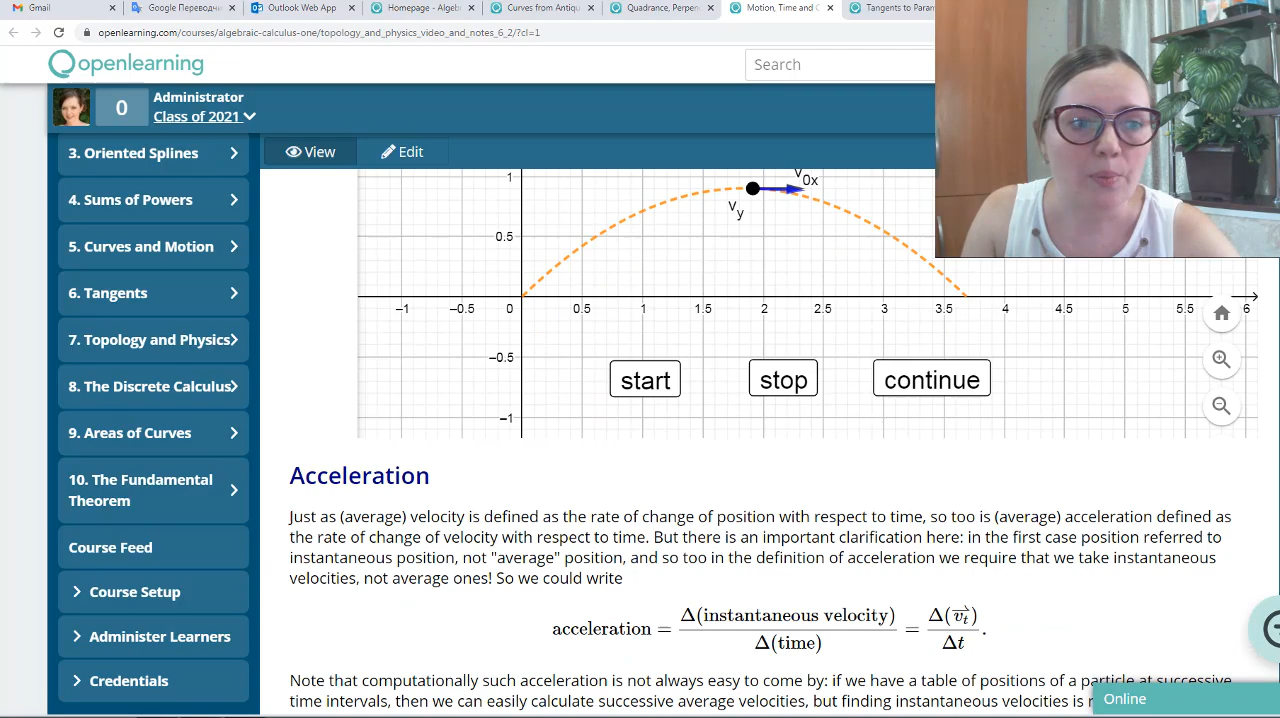 Gmail
Google Переводчи
Outlook Web App
Homepage - Algeb
Curves from Antiqu
Quadrance, Perpen
Motion, Time and C
Tangents to Param
openlearning.com/courses/algebraic-calculus-one/topology_and_physics_video_and_notes_6_2/?cl=1
openlearning
Search
0
Administrator
Class of 2021
View
Edit
3. Oriented Splines
4. Sums of Powers
5. Curves and Motion
6. Tangents
7. Topology and Physics
8. The Discrete Calculus
9. Areas of Curves
10. The Fundamental
Theorem
Course Feed
Course Setup
Administer Learners
Credentials
1
v0x
vy
0.5
−1 −0.5 0 0.5 1 1.5 2 2.5 3 3.5 4 4.5 5 5.5 6
−0.5
start stop continue
−1
Acceleration
Just as (average) velocity is defined as the rate of change of position with respect to time, so too is (average) acceleration defined as
the rate of change of velocity with respect to time. But there is an important clarification here: in the first case position referred to
instantaneous position, not "average" position, and so too in the definition of acceleration we require that we take instantaneous
velocities, not average ones! So we could write
acceleration = Δ(instantaneous velocity) / Δ(time) = Δ(v⃗t) / Δt.
Note that computationally such acceleration is not always easy to come by: if we have a table of positions of a particle at successive
time intervals, then we can easily calculate successive average velocities, but finding instantaneous velocities is
Online